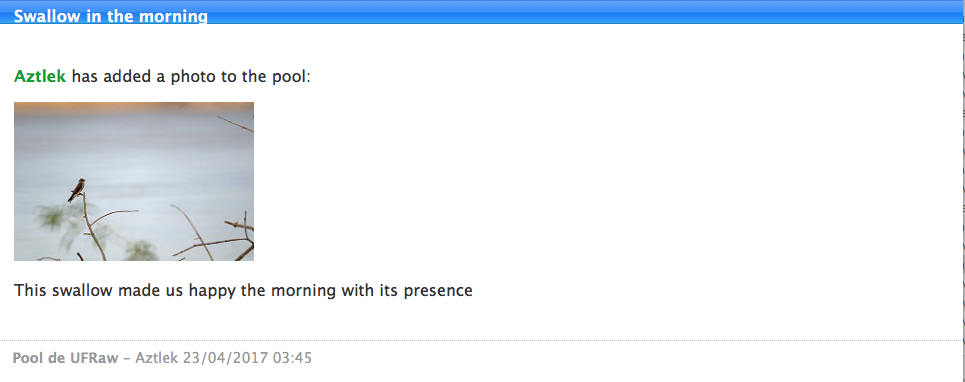 Swallow in the morning
Aztlek has added a photo to the pool:
This swallow made us happy the morning with its presence
Pool de UFRaw – Aztlek 23/04/2017 03:45